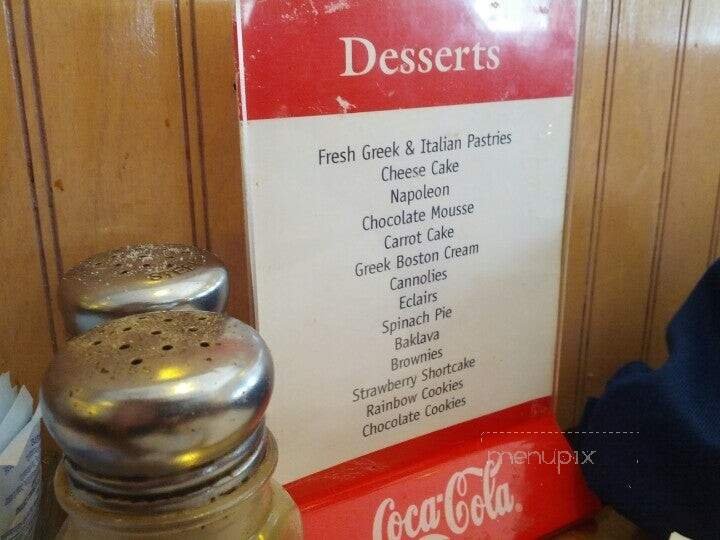 Desserts
Fresh Greek & Italian Pastries
Cheese Cake
Napoleon
Chocolate Mousse
Carrot Cake
Greek Boston Cream
Cannolies
Eclairs
Spinach Pie
Baklava
Brownies
Strawberry Shortcake
Rainbow Cookies
Chocolate Cookies
menupix
Coca-Cola